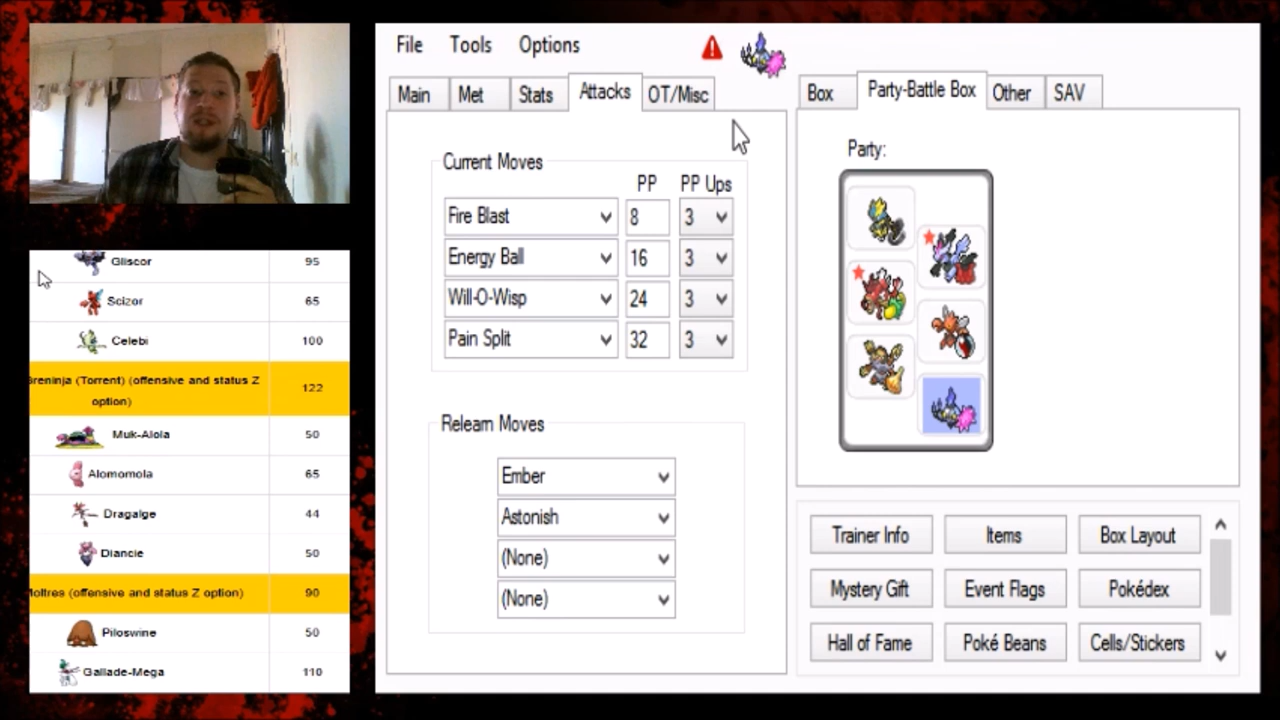 File Tools Options
Main Met Stats Attacks OT/Misc
Box Party-Battle Box Other SAV
Current Moves
PP PP Ups
Fire Blast 8 3
Energy Ball 16 3
Will-O-Wisp 24 3
Pain Split 32 3
Relearn Moves
Ember
Astonish
(None)
(None)
Party:
Trainer Info Items Box Layout
Mystery Gift Event Flags Pokédex
Hall of Fame Poké Beans Cells/Stickers
Gliscor 95
Scizor 65
Celebi 100
Greninja (Torrent) (offensive and status Z
option) 122
Muk-Alola 50
Alomomola 65
Dragalge 44
Diancie 50
Moltres (offensive and status Z option) 90
Piloswine 50
Gallade-Mega 110